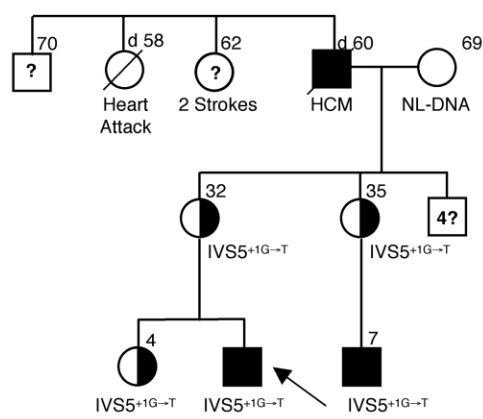 70
d 58
62
d 60
69
?
?
Heart
Attack
2 Strokes
HCM
NL-DNA
32
35
4?
IVS5+1G→T
IVS5+1G→T
4
7
IVS5+1G→T
IVS5+1G→T
IVS5+1G→T